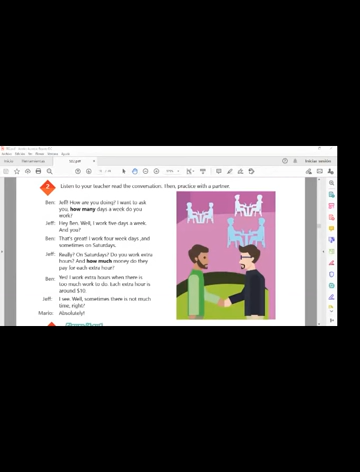 2
Listen to your teacher read the conversation. Then, practice with a partner.
Ben: Jeff! How are you doing? I want to ask
you, how many days a week do you
work?
Jeff: Hey Ben. Well, I work five days a week.
And you?
Ben: That's great! I work four week days ,and
sometimes on Saturdays.
Jeff: Really? On Saturdays? Do you work extra
hours? And how much money do they
pay for each extra hour?
Ben: Yes! I work extra hours when there is
too much work to do. Each extra hour is
around $10.
Jeff: I see. Well, sometimes there is not much
time, right?
Mario: Absolutely!